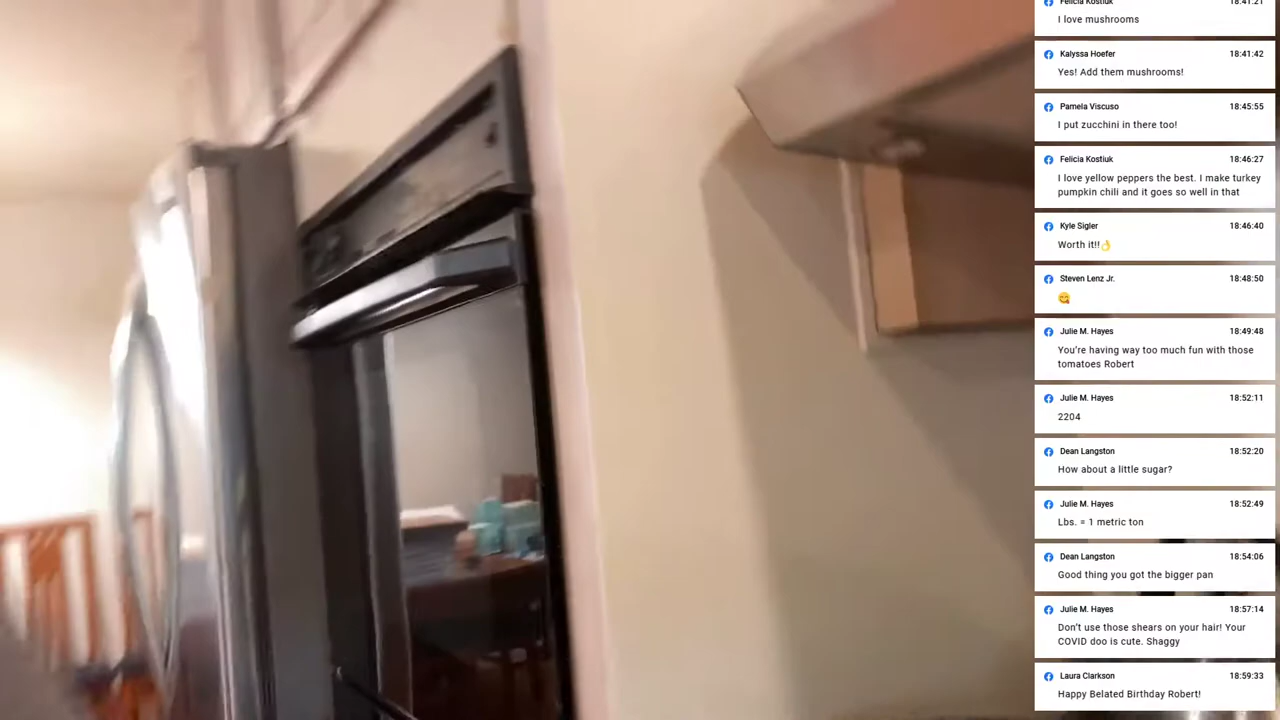 Felicia Kostiuk 18:41:21
I love mushrooms
Kalyssa Hoefer 18:41:42
Yes! Add them mushrooms!
Pamela Viscuso 18:45:55
I put zucchini in there too!
Felicia Kostiuk 18:46:27
I love yellow peppers the best. I make turkey
pumpkin chili and it goes so well in that
Kyle Sigler 18:46:40
Worth it!!👌
Steven Lenz Jr. 18:48:50
😋
Julie M. Hayes 18:49:48
You're having way too much fun with those
tomatoes Robert
Julie M. Hayes 18:52:11
2204
Dean Langston 18:52:20
How about a little sugar?
Julie M. Hayes 18:52:49
Lbs. = 1 metric ton
Dean Langston 18:54:06
Good thing you got the bigger pan
Julie M. Hayes 18:57:14
Don't use those shears on your hair! Your
COVID doo is cute. Shaggy
Laura Clarkson 18:59:33
Happy Belated Birthday Robert!